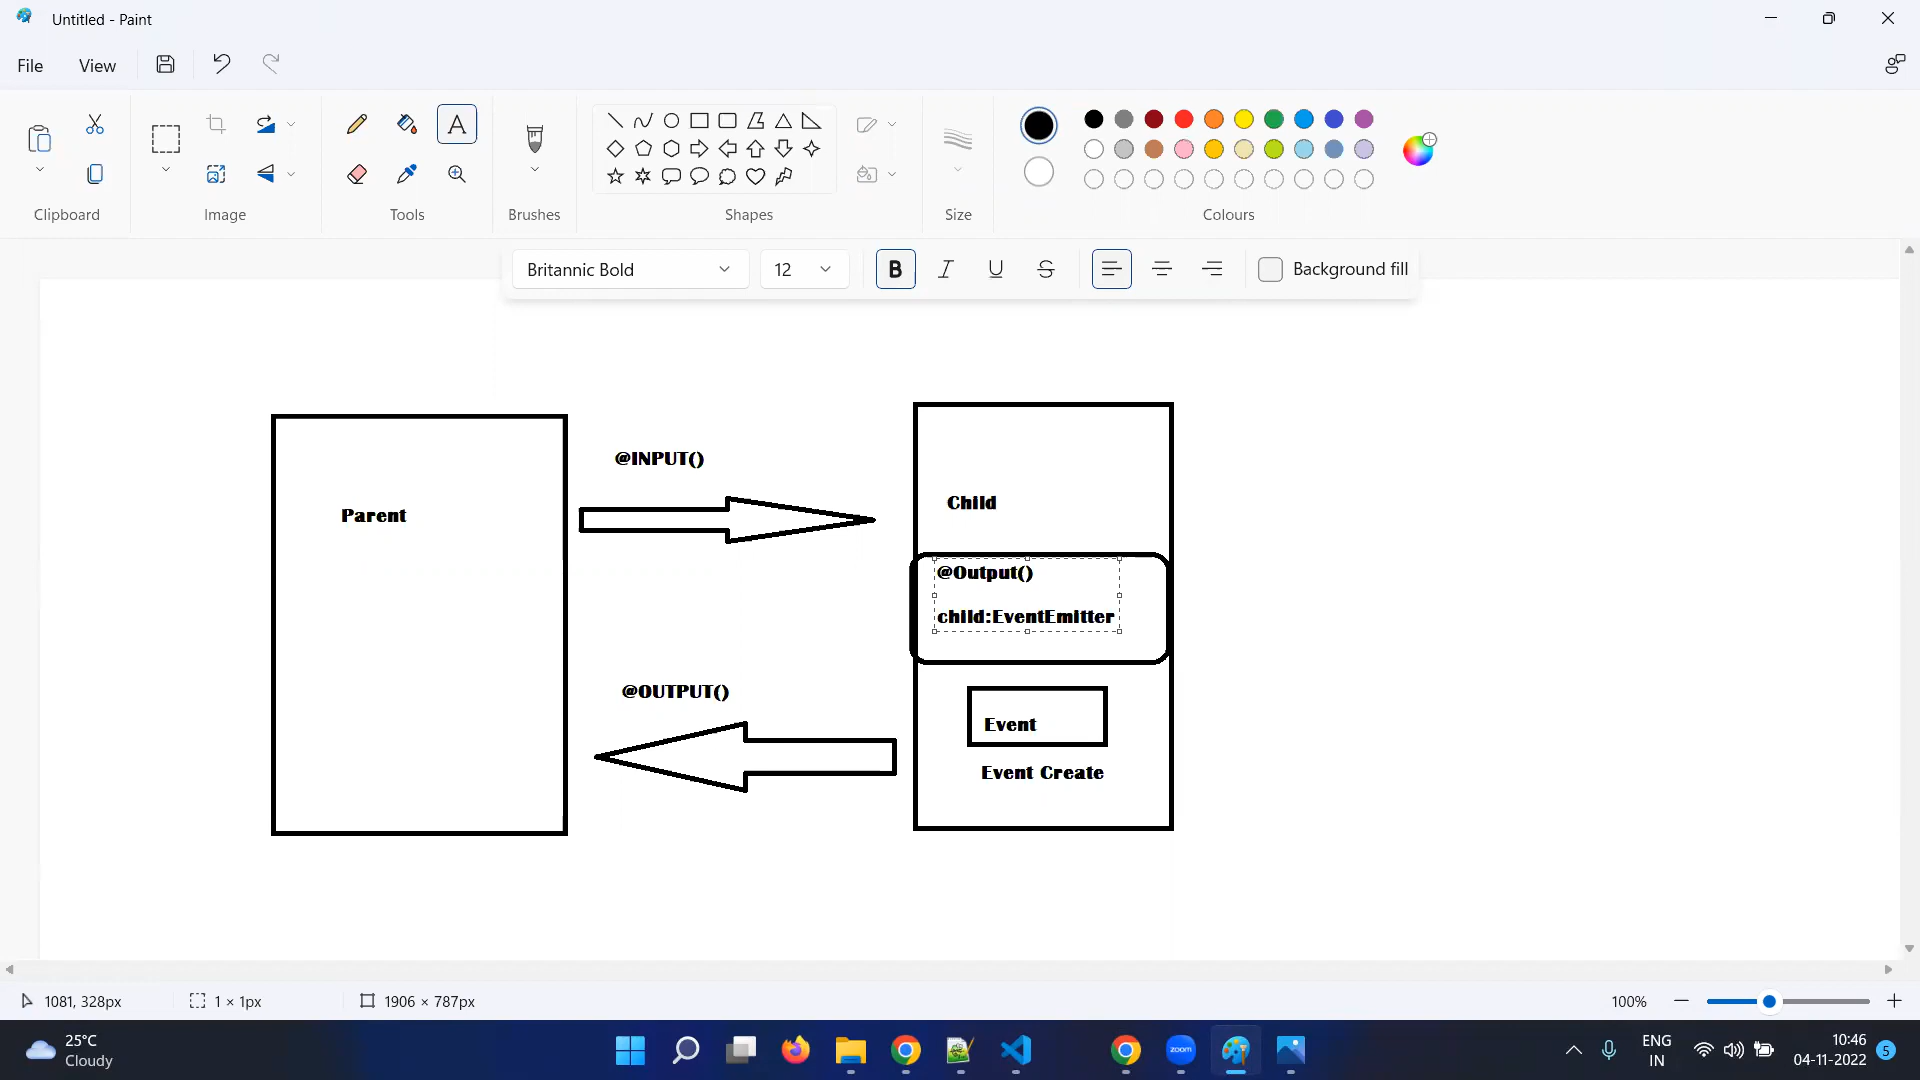 Untitled - Paint
File
View
Clipboard
Image
Tools
Brushes
Shapes
Size
Colours
Britannic Bold
12
B
I
U
S
Background fill
@INPUT()
Parent
Child
@Output()
child:EventEmitter
@OUTPUT()
Event
Event Create
1081, 328px
1 × 1px
1906 × 787px
100%
25°C
Cloudy
zoom
ENG
IN
10:46
04-11-2022
5